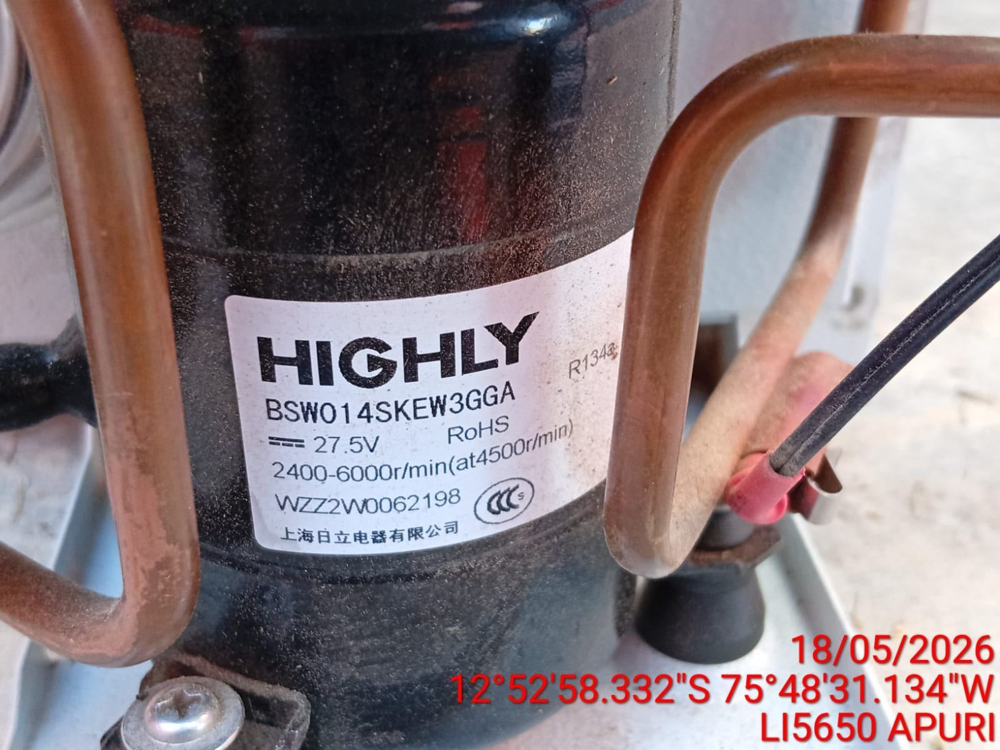 HIGHLY
R134a
BSW014SKEW3GGA
27.5V RoHS
2400-6000r/min(at4500r/min)
WZZ2W0062198
CCC S
上海日立电器有限公司
18/05/2026
12°52'58.332"S 75°48'31.134"W
LI5650 APURI